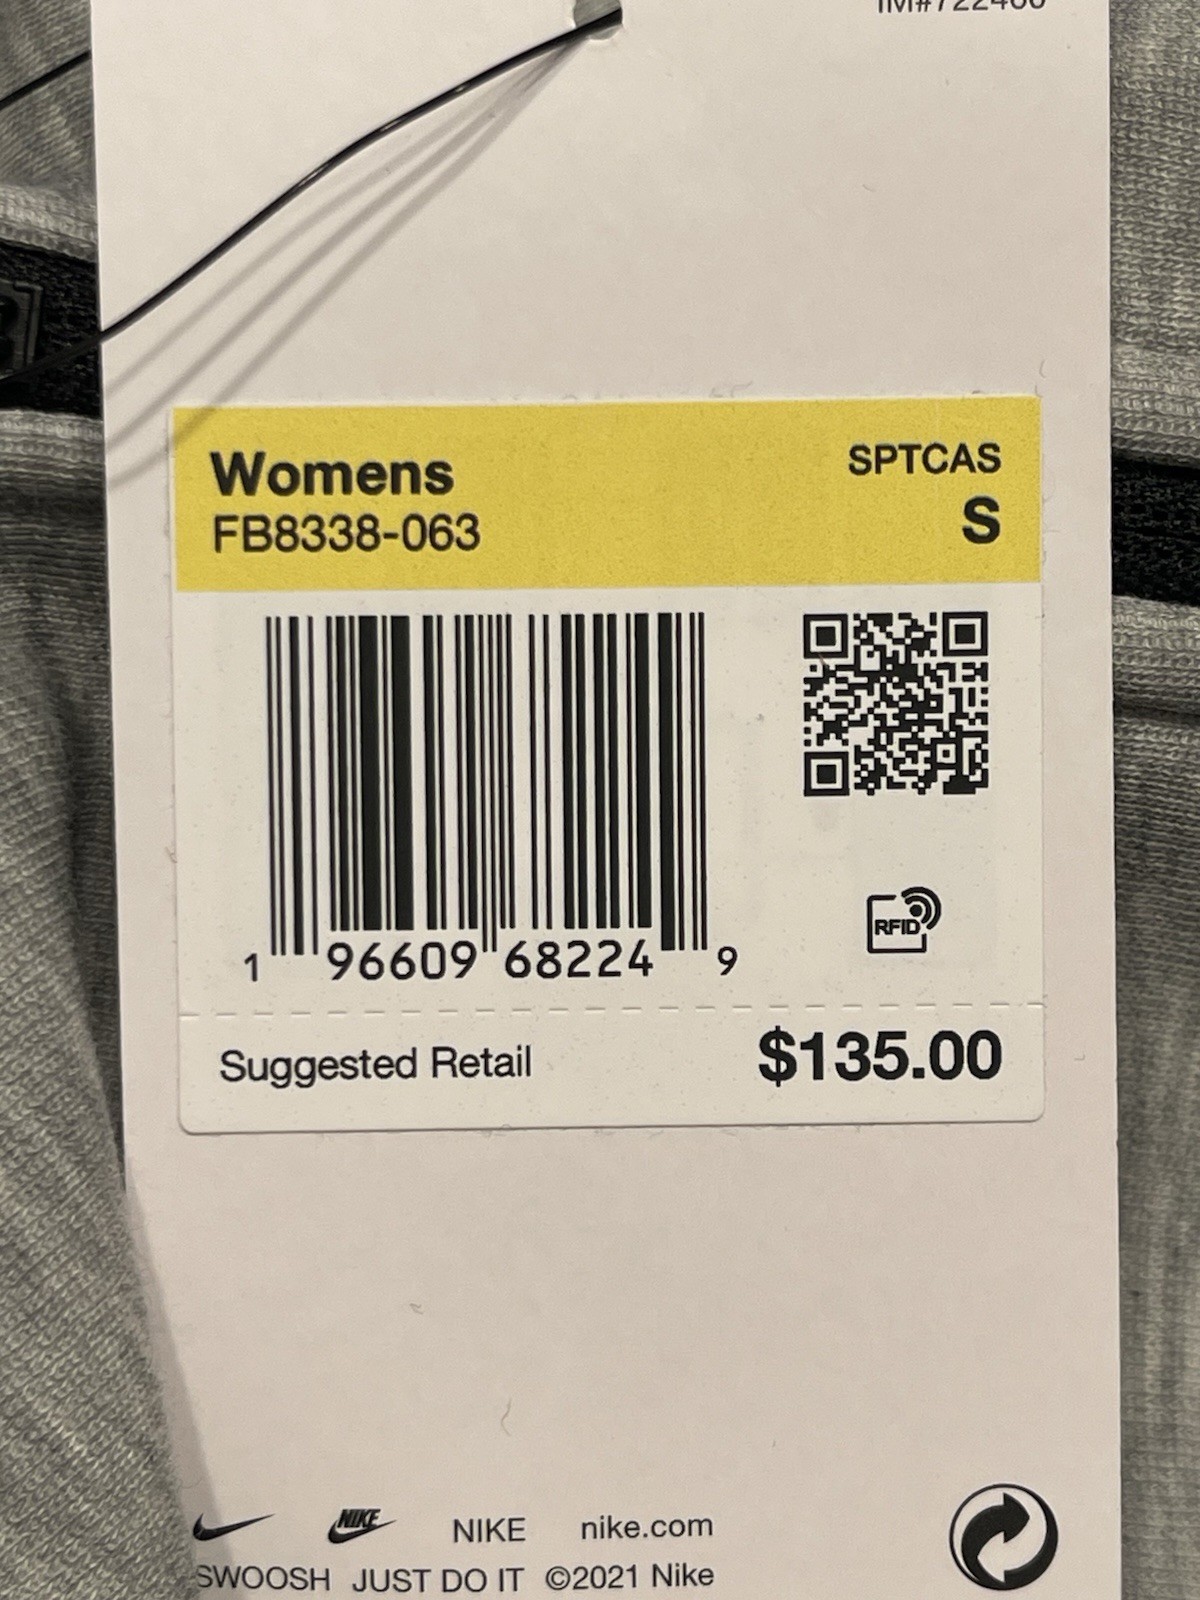 Womens
SPTCAS
FB8338-063
S
RFID
1 96609 68224 9
Suggested Retail
$135.00
NIKE NIKE nike.com
SWOOSH JUST DO IT ©2021 Nike